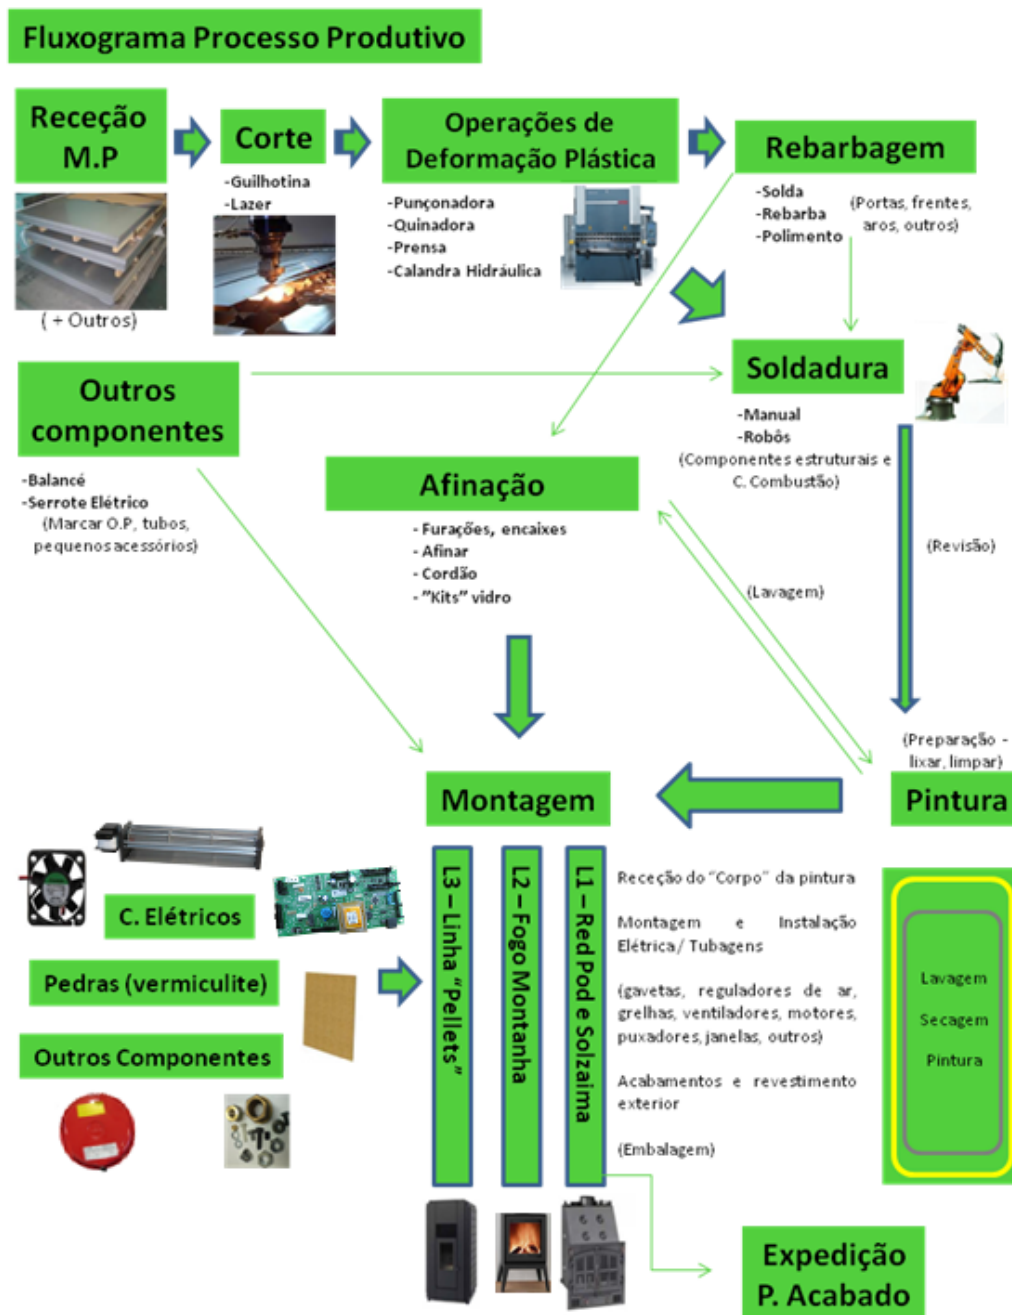 Fluxograma Processo Produtivo
Receção
M.P
( + Outros)
Corte
-Guilhotina
-Lazer
Operações de
Deformação Plástica
-Punçonadora
-Quinadora
-Prensa
-Calandra Hidráulica
Rebarbagem
-Solda
-Rebarba
-Polimento
(Portas, frentes,
aros, outros)
Outros
componentes
-Balancé
-Serrote Elétrico
(Marcar O.P, tubos,
pequenos acessórios)
Soldadura
-Manual
-Robôs
(Componentes estruturais e
C. Combustão)
Afinação
- Furações, encaixes
- Afinar
- Cordão
- "Kits" vidro
(Lavagem)
(Revisão)
(Preparação -
lixar, limpar)
Montagem
Pintura
C. Elétricos
Pedras (vermiculite)
Outros Componentes
L3 – Linha "Pellets"
L2 – Fogo Montanha
L1 – Red Pod e Solzaima
Receção do "Corpo" da pintura
Montagem e Instalação
Elétrica / Tubagens
(gavetas, reguladores de ar,
grelhas, ventiladores, motores,
puxadores, janelas, outros)
Acabamentos e revestimento
exterior
(Embalagem)
Lavagem
Secagem
Pintura
Expedição
P. Acabado